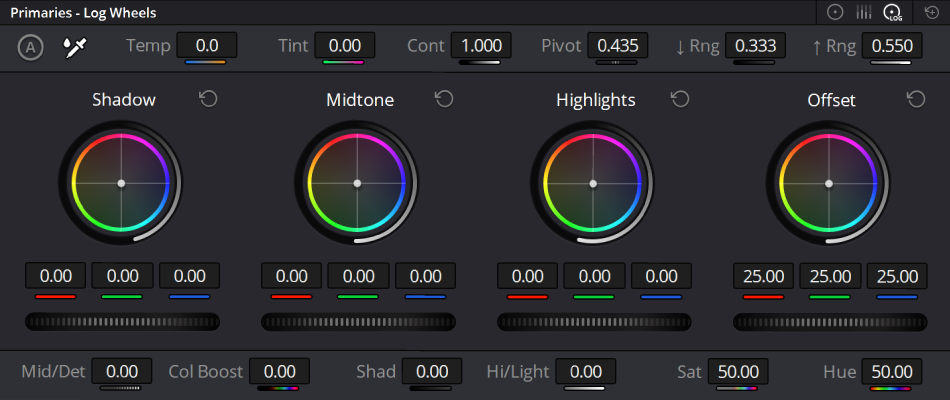 Primaries - Log Wheels
LOG
A
Temp 0.0 Tint 0.00 Cont 1.000 Pivot 0.435 ↓ Rng 0.333 ↑ Rng 0.550
Shadow Midtone Highlights Offset
0.00 0.00 0.00 0.00 0.00 0.00 0.00 0.00 0.00 25.00 25.00 25.00
Mid/Det 0.00 Col Boost 0.00 Shad 0.00 Hi/Light 0.00 Sat 50.00 Hue 50.00